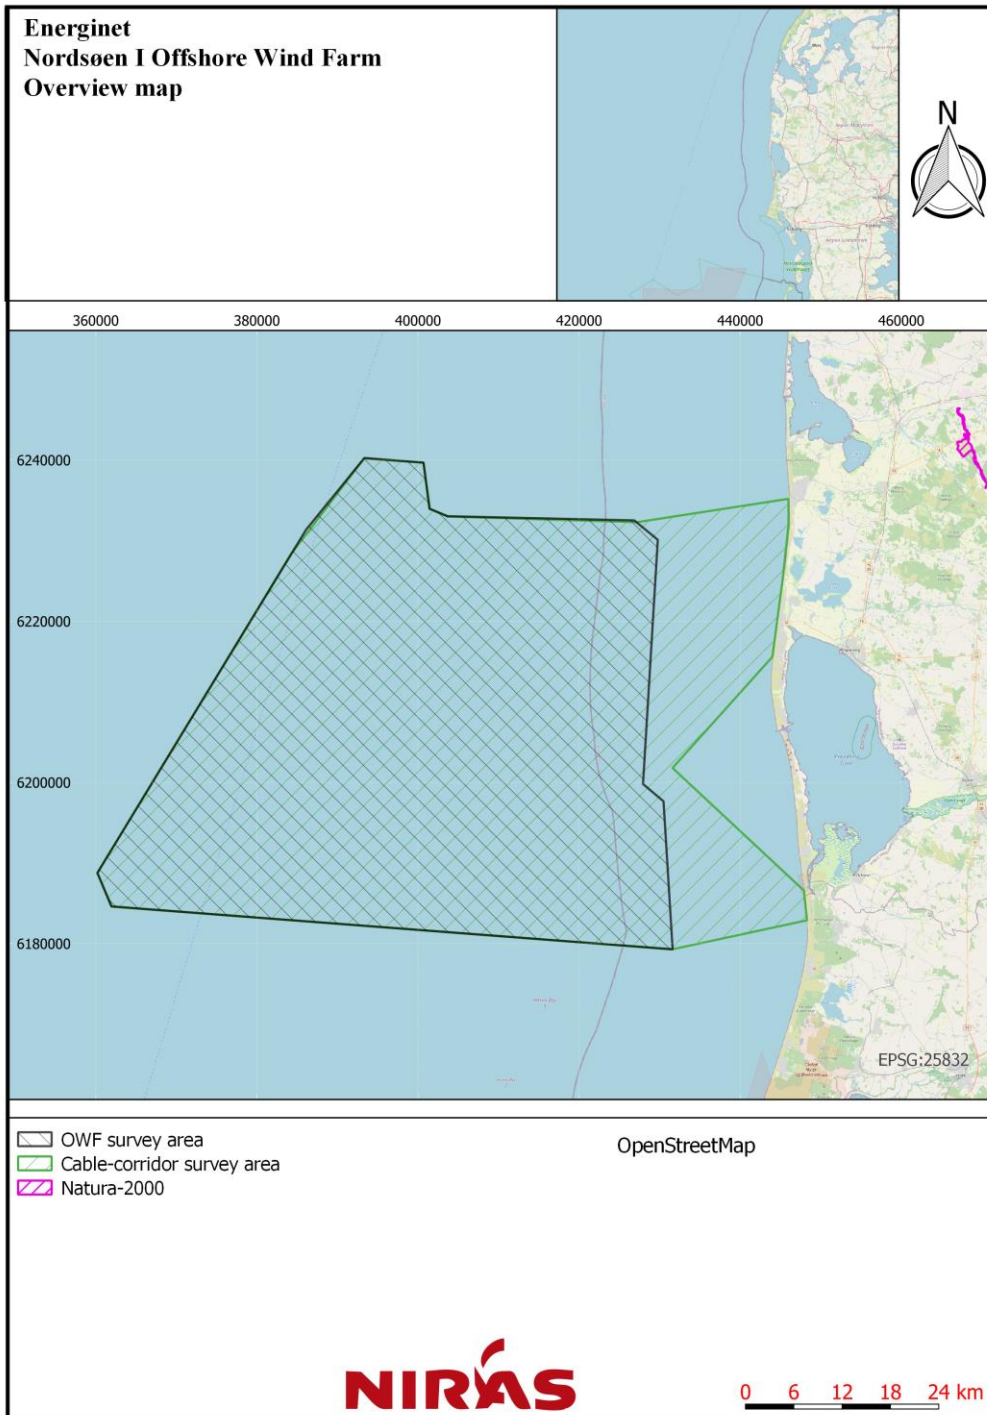 Energinet
Nordsøen I Offshore Wind Farm
Overview map
N
360000 380000 400000 420000 440000 460000
6240000
6220000
6200000
6180000
EPSG:25832
OWF survey area
OpenStreetMap
Cable-corridor survey area
Natura-2000
NIRAS
0 6 12 18 24 km